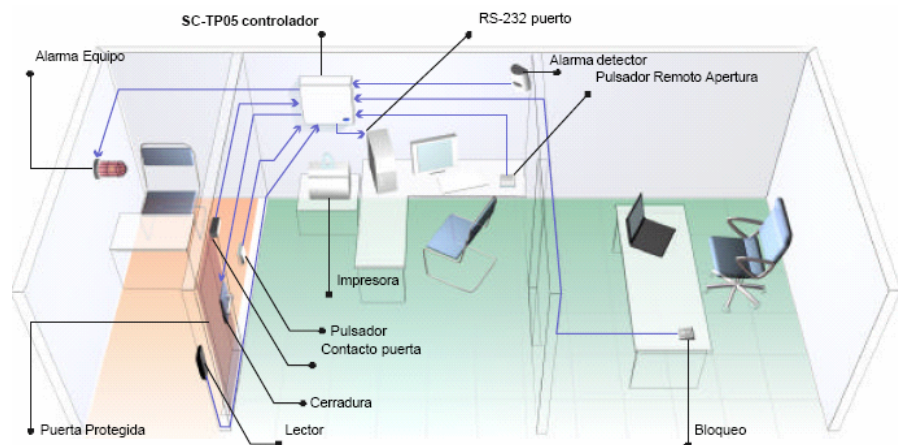 SC-TP05 controlador
RS-232 puerto
Alarma Equipo
Alarma detector
Pulsador Remoto Apertura
Impresora
Pulsador
Contacto puerta
Cerradura
Puerta Protegida
Lector
Bloqueo